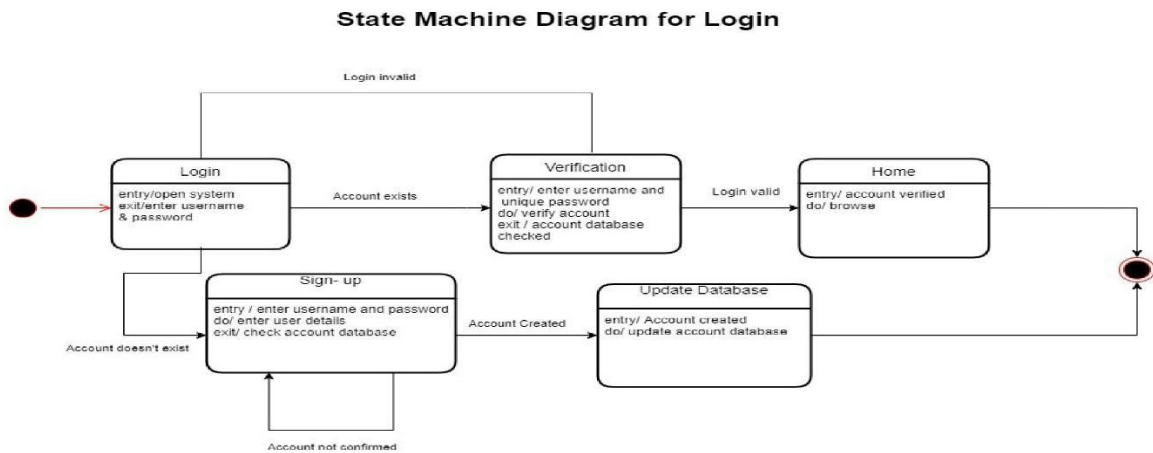 State Machine Diagram for Login
Login invalid
Login
entry/open system
exit/enter username
& password
Account exists
Verification
entry/ enter username and
unique password
do/ verify account
exit / account database
checked
Login valid
Home
entry/ account verified
do/ browse
Account doesn't exist
Sign- up
entry / enter username and password
do/ enter user details
exit/ check account database
Account not confirmed
Account Created
Update Database
entry/ Account created
do/ update account database